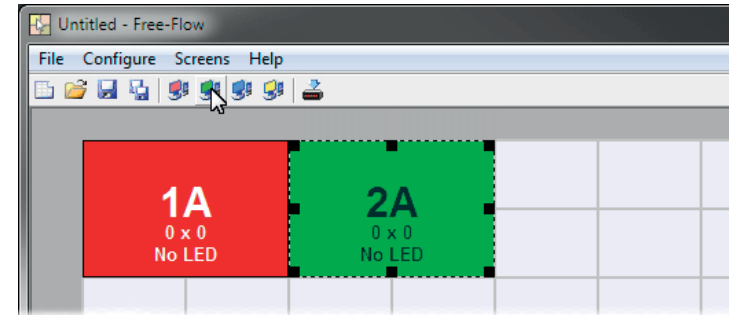 Untitled - Free-Flow
File Configure Screens Help
1A
0 x 0
No LED
2A
0 x 0
No LED